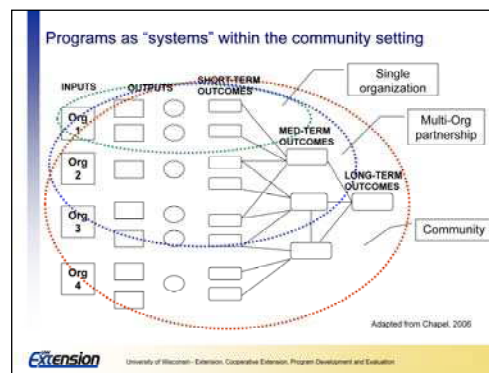 Programs as “systems” within the community setting
INPUTS
OUTPUTS
SHORT-TERM
OUTCOMES
Single
organization
Org
1
MED-TERM
OUTCOMES
Multi-Org
partnership
Org
2
LONG-TERM
OUTCOMES
Org
3
Community
Org
4
Adapted from Chapel, 2006
Extension
University of Wisconsin - Extension, Cooperative Extension, Program Development and Evaluation